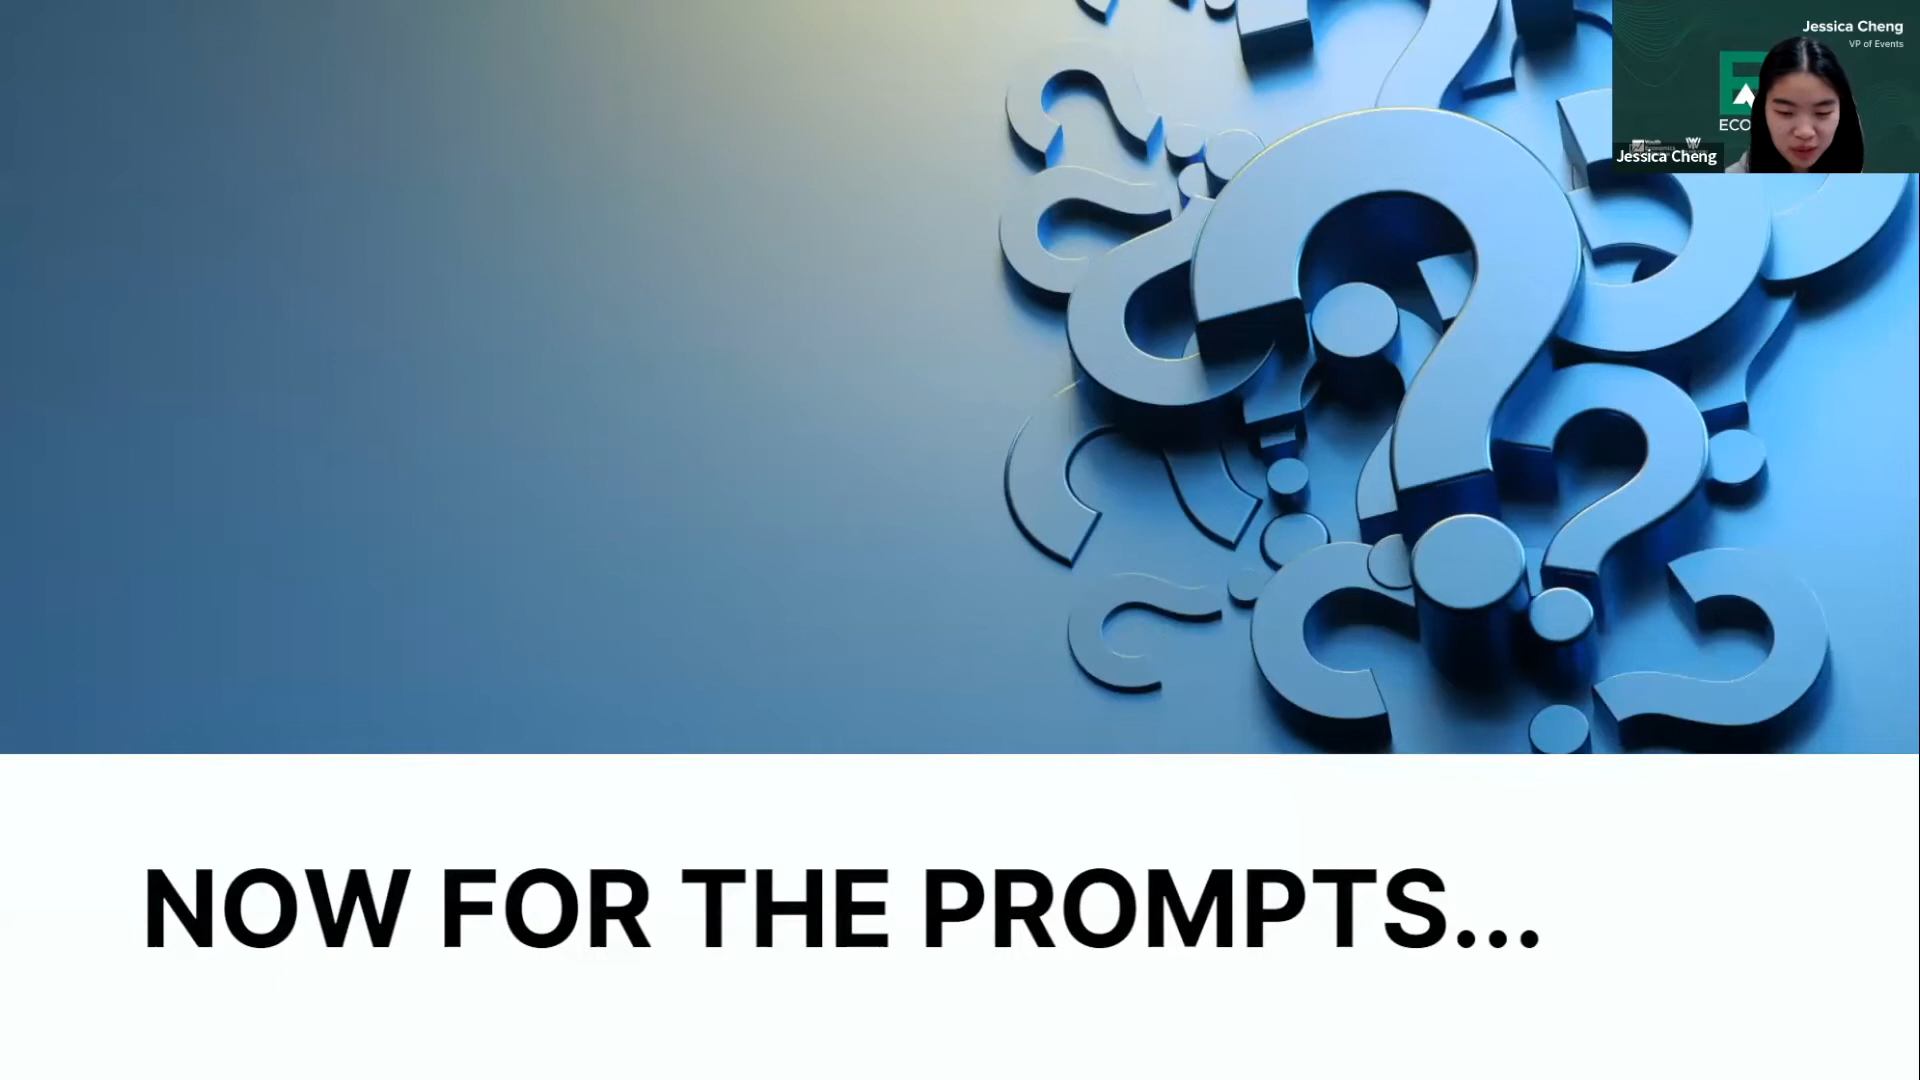 Jessica Cheng
VP of Events
ECO
Jessica Cheng
NOW FOR THE PROMPTS...